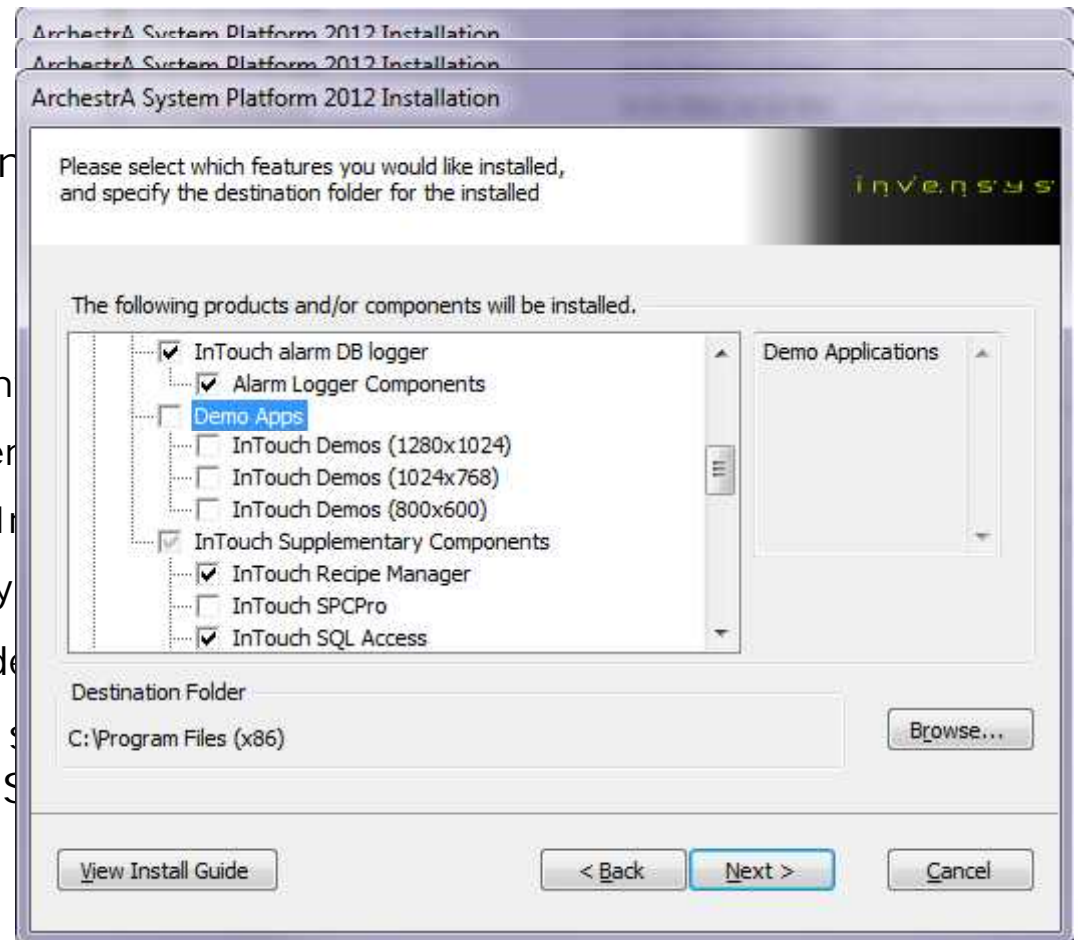 ArchestrA System Platform 2012 Installation
ArchestrA System Platform 2012 Installation
ArchestrA System Platform 2012 Installation
Please select which features you would like installed,
and specify the destination folder for the installed
invensys
The following products and/or components will be installed.
InTouch alarm DB logger
Alarm Logger Components
Demo Apps
InTouch Demos (1280x1024)
InTouch Demos (1024x768)
InTouch Demos (800x600)
InTouch Supplementary Components
InTouch Recipe Manager
InTouch SPCPro
InTouch SQL Access
Demo Applications
Destination Folder
C:\Program Files (x86)
Browse...
View Install Guide
< Back
Next >
Cancel